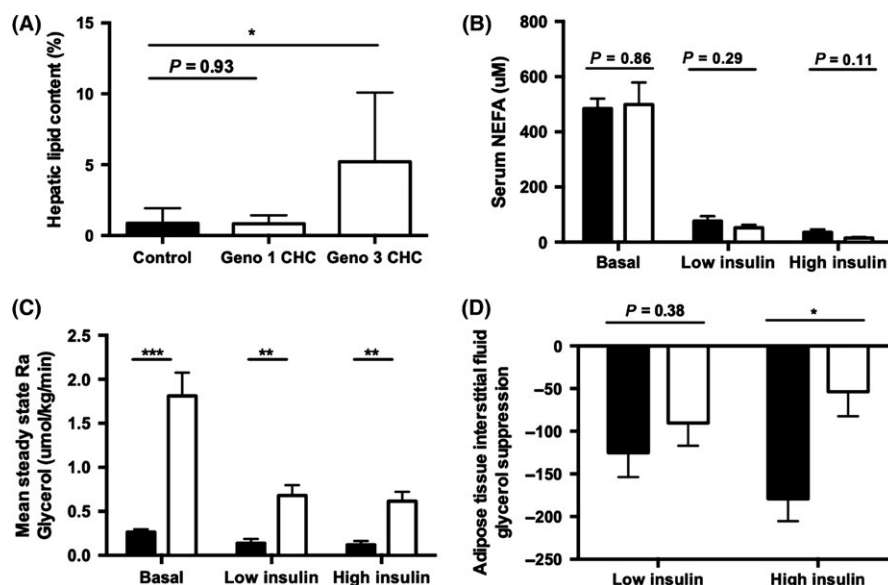 (A)
Hepatic lipid content (%)
15
10
5
0
*
P = 0.93
Control
Geno 1 CHC
Geno 3 CHC
(B)
Serum NEFA (uM)
800
600
400
200
0
P = 0.86
P = 0.29
P = 0.11
Basal
Low insulin
High insulin
(C)
Mean steady state Ra
Glycerol (umol/kg/min)
2.5
2.0
1.5
1.0
0.5
0.0
***
**
**
Basal
Low insulin
High insulin
(D)
Adipose tissue interstitial fluid
glycerol suppression
P = 0.38
*
0
−50
−100
−150
−200
−250
Low insulin
High insulin